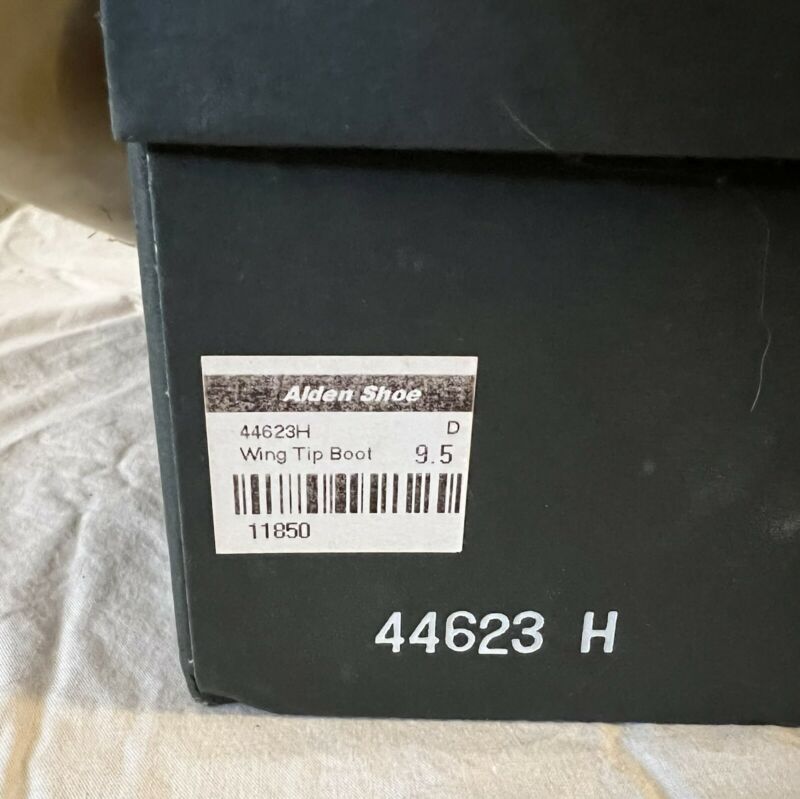 Alden Shoe
44623H D
Wing Tip Boot 9.5
11850
44623 H